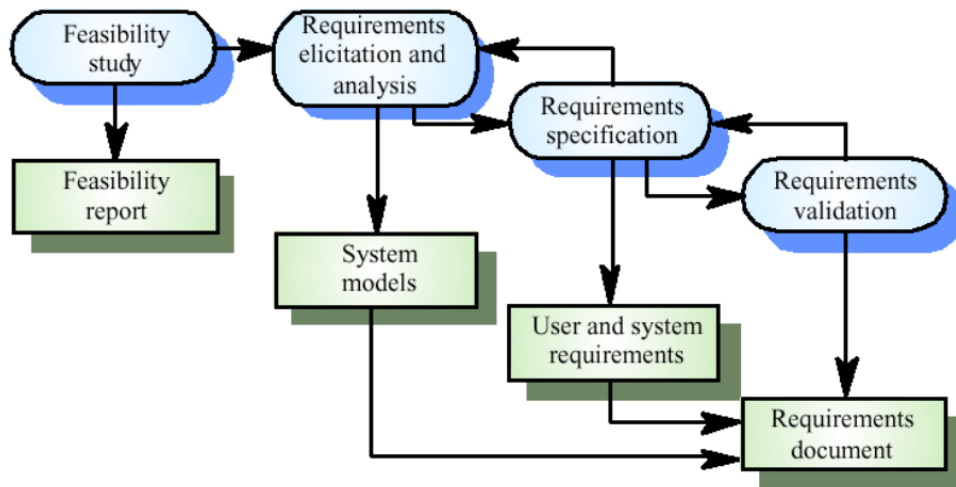 Feasibility
study
Requirements
elicitation and
analysis
Requirements
specification
Requirements
validation
Feasibility
report
System
models
User and system
requirements
Requirements
document